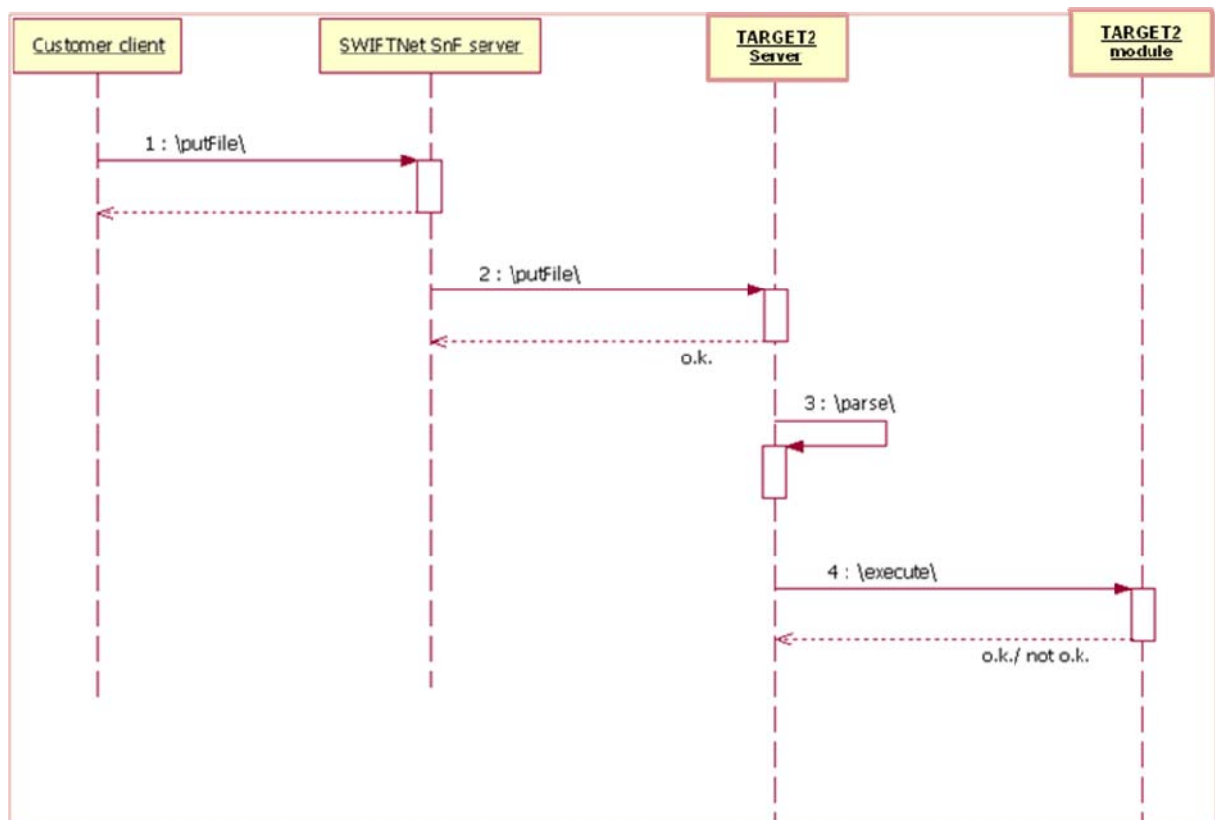 Customer client
SWIFTNet SnF server
TARGET2
Server
TARGET2
module
1 : \putFile\
2 : \putFile\
o.k.
3 : \parse\
4 : \execute\
o.k./ not o.k.